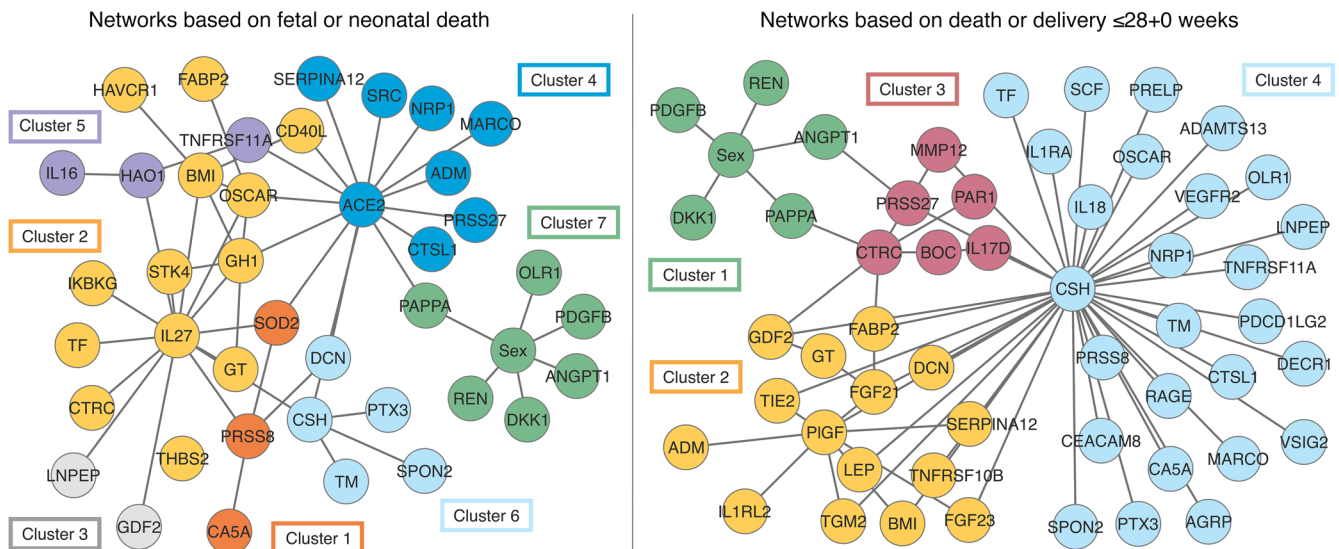 Networks based on fetal or neonatal death
HAVCR1
FABP2
SERPINA12
SRC
NRP1
MARCO
Cluster 4
Cluster 5
TNFRSF11A
CD40L
IL16
HAO1
BMI
OSCAR
ADM
ACE2
PRSS27
CTSL1
Cluster 7
Cluster 2
IKBKG
STK4
GH1
OLR1
PAPPA
PDGFB
TF
IL27
SOD2
DCN
Sex
ANGPT1
GT
REN
DKK1
CTRC
PRSS8
CSH
PTX3
THBS2
LNPEP
TM
SPON2
GDF2
CA5A
Cluster 3
Cluster 1
Cluster 6
Networks based on death or delivery ≤28+0 weeks
REN
PDGFB
Cluster 3
TF
SCF
PRELP
Cluster 4
Sex
ANGPT1
MMP12
IL1RA
OSCAR
ADAMTS13
DKK1
PAPPA
PRSS27
PAR1
IL18
VEGFR2
OLR1
LNPEP
CTRC
BOC
IL17D
NRP1
TNFRSF11A
Cluster 1
CSH
GDF2
FABP2
TM
PDCD1LG2
GT
DCN
PRSS8
DECR1
Cluster 2
TIE2
FGF21
RAGE
CTSL1
ADM
PlGF
SERPINA12
CEACAM8
VSIG2
LEP
TNFRSF10B
CA5A
MARCO
IL1RL2
TGM2
BMI
FGF23
SPON2
PTX3
AGRP